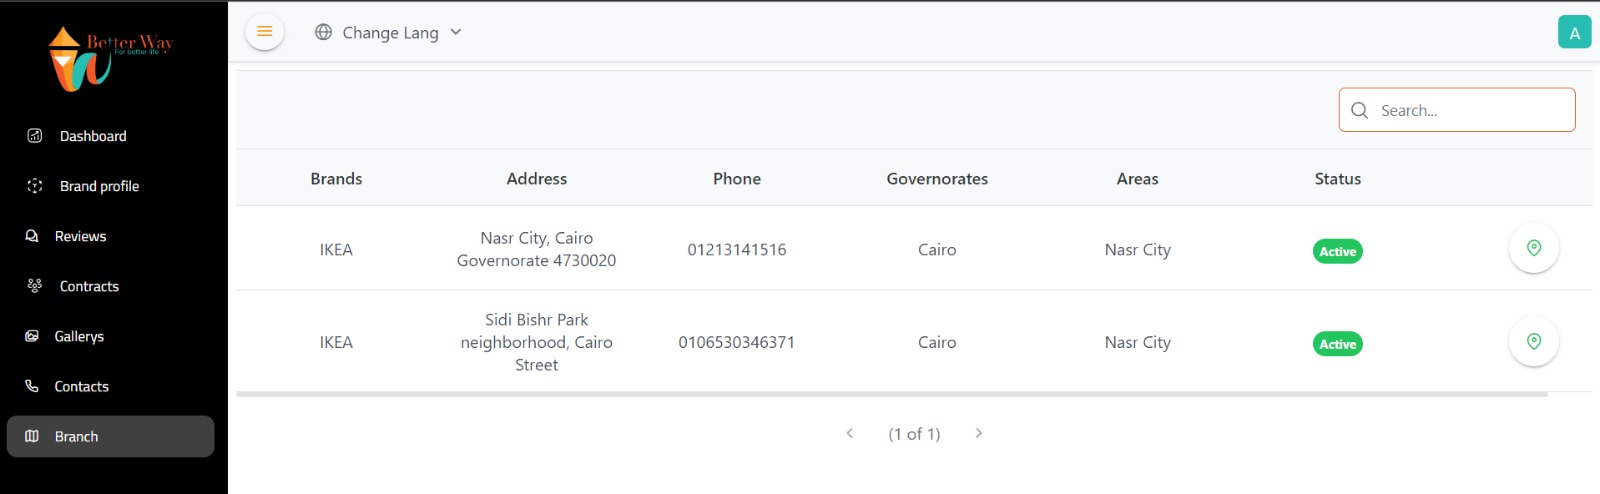 Better Way
For better life
Change Lang
A
Dashboard
Brand profile
Reviews
Contracts
Gallerys
Contacts
Branch
Search...
Brands Address Phone Governorates Areas Status
IKEA
Nasr City, Cairo
Governorate 4730020
01213141516
Cairo
Nasr City
Active
IKEA
Sidi Bishr Park
neighborhood, Cairo
Street
0106530346371
Cairo
Nasr City
Active
(1 of 1)